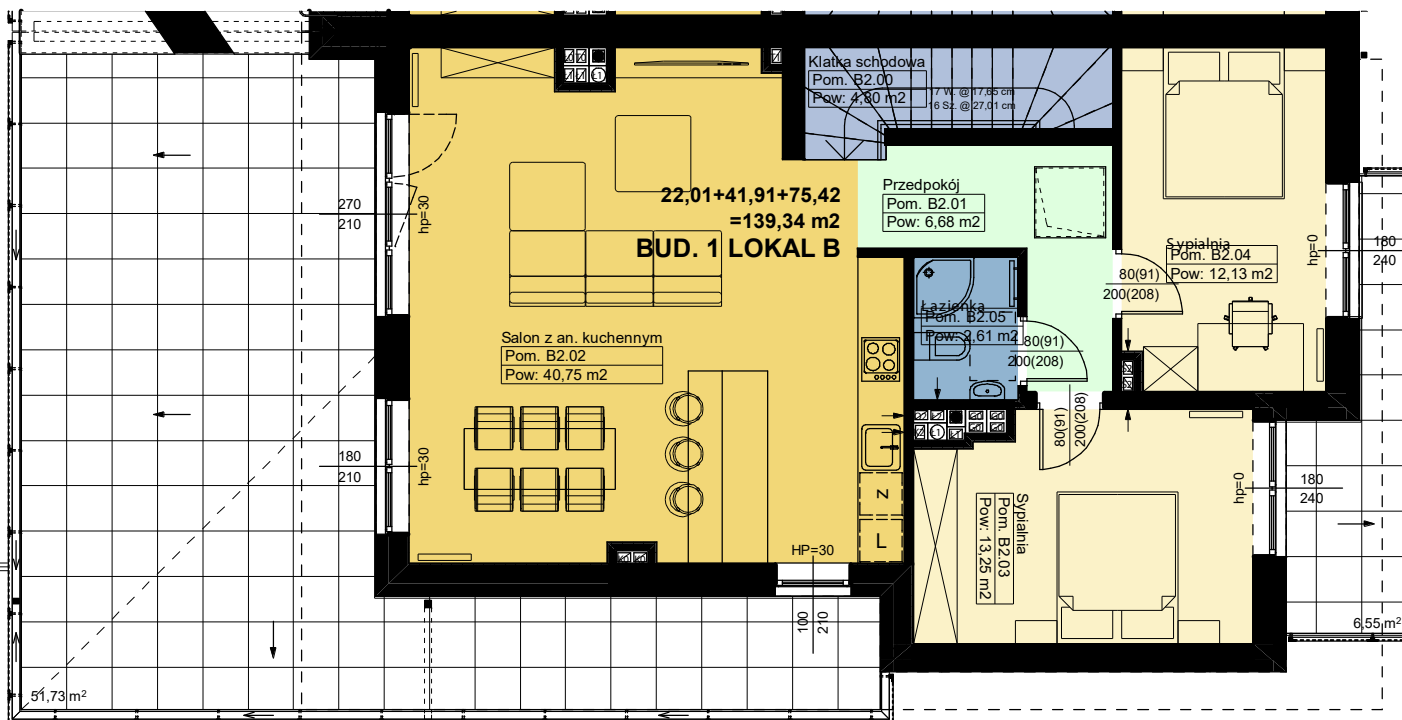 Klatka schodowa
Pom. B2.00
Pow: 4,80 m2
17 W. @ 17,65 cm
16 Sz. @ 27,01 cm
22,01+41,91+75,42
=139,34 m2
BUD. 1 LOKAL B
Przedpokój
Pom. B2.01
Pow: 6,68 m2
Sypialnia
Pom. B2.04
Pow: 12,13 m2
80(91)
200(208)
hp=0
180
240
270
210
hp=30
Łazienka
Pom. B2.05
Pow: 2,61 m2
80(91)
200(208)
Salon z an. kuchennym
Pom. B2.02
Pow: 40,75 m2
80(91)
200(208)
180
210
hp=30
Z
L
Sypialnia
Pom. B2.03
Pow: 13,25 m2
hp=0
180
240
HP=30
100
210
6,55 m²
51,73 m²